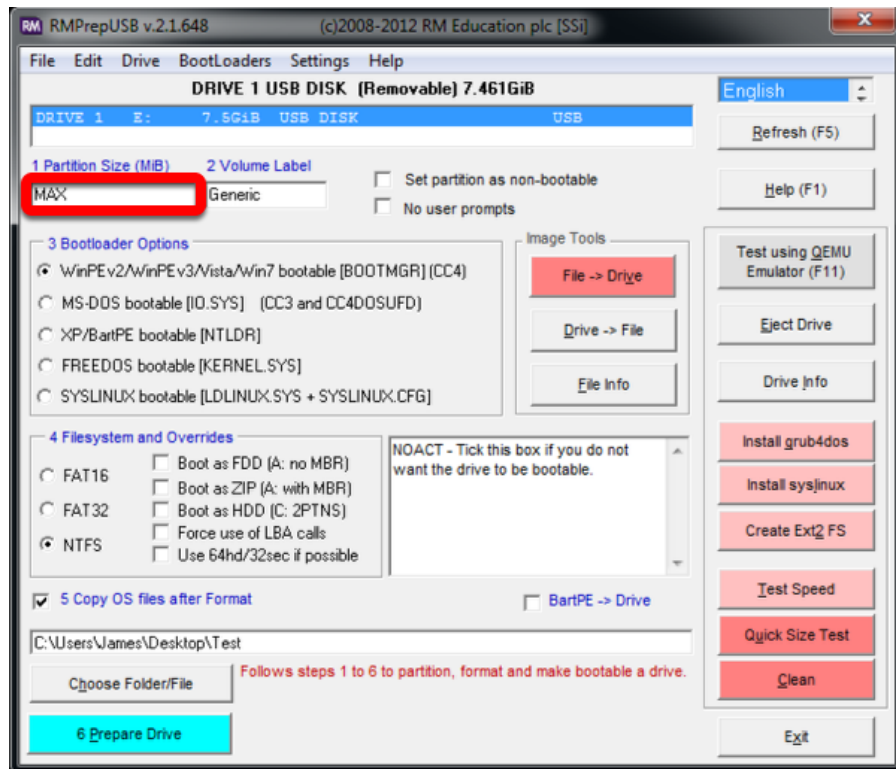 RM RMPrepUSB v.2.1.648 (c)2008-2012 RM Education plc [SSi]
File Edit Drive BootLoaders Settings Help
DRIVE 1 USB DISK (Removable) 7.461GiB
English
DRIVE 1 E: 7.5GiB USB DISK USB
Refresh (F5)
1 Partition Size (MiB) 2 Volume Label
MAX
Generic
Set partition as non-bootable
No user prompts
Help (F1)
3 Bootloader Options
WinPEv2/WinPEv3/Vista/Win7 bootable [BOOTMGR] (CC4)
MS-DOS bootable [IO.SYS] (CC3 and CC4DOSUFD)
XP/BartPE bootable [NTLDR]
FREEDOS bootable [KERNEL.SYS]
SYSLINUX bootable [LDLINUX.SYS + SYSLINUX.CFG]
Image Tools
File -> Drive
Drive -> File
File Info
Test using QEMU
Emulator (F11)
Eject Drive
Drive Info
4 Filesystem and Overrides
FAT16
FAT32
NTFS
Boot as FDD (A: no MBR)
Boot as ZIP (A: with MBR)
Boot as HDD (C: 2PTNS)
Force use of LBA calls
Use 64hd/32sec if possible
NOACT - Tick this box if you do not
want the drive to be bootable.
Install grub4dos
Install syslinux
Create Ext2 FS
5 Copy OS files after Format
BartPE -> Drive
Test Speed
C:\Users\James\Desktop\Test
Quick Size Test
Choose Folder/File
Follows steps 1 to 6 to partition, format and make bootable a drive.
Clean
6 Prepare Drive
Exit